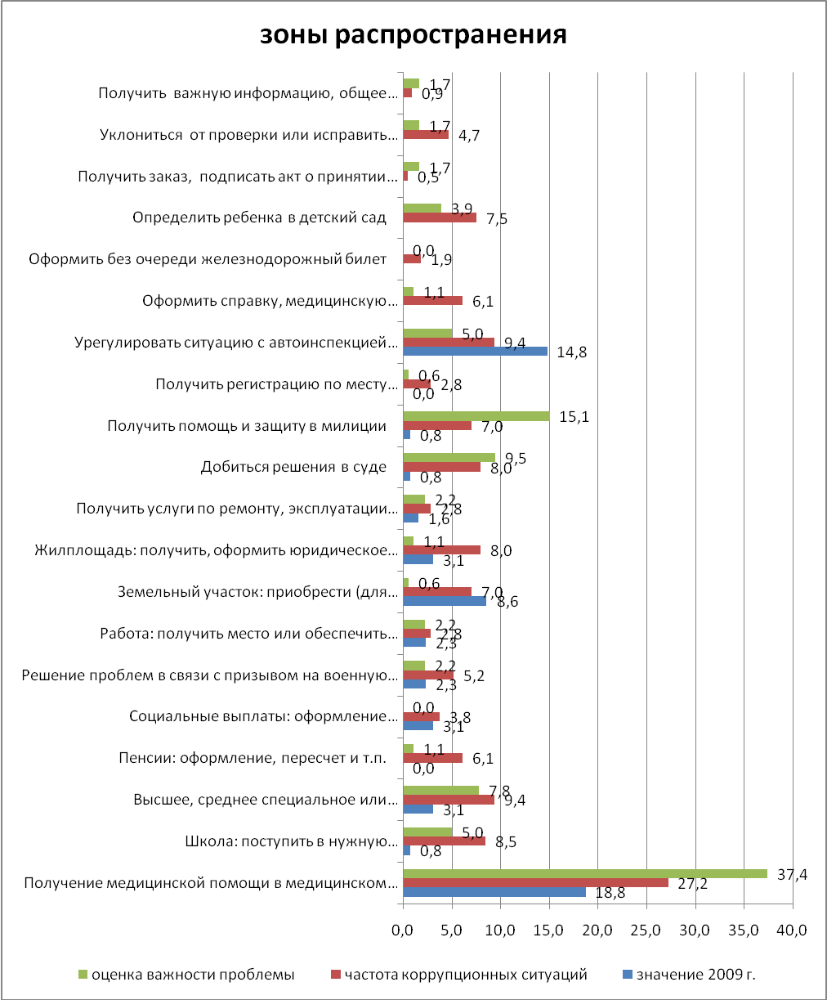 зоны распространения
Получить важную информацию, общее...
1,7
0,9
Уклониться от проверки или исправить...
1,7
4,7
Получить заказ, подписать акт о принятии...
1,7
0,5
Определить ребенка в детский сад
3,9
7,5
Оформить без очереди железнодорожный билет
0,0
1,9
Оформить справку, медицинскую...
1,1
6,1
Урегулировать ситуацию с автоинспекцией...
5,0
9,4
14,8
Получить регистрацию по месту...
0,6
2,8
0,0
Получить помощь и защиту в милиции
15,1
7,0
0,8
Добиться решения в суде
9,5
8,0
0,8
Получить услуги по ремонту, эксплуатации...
2,2
2,8
1,6
Жилплощадь: получить, оформить юридическое...
1,1
8,0
3,1
Земельный участок: приобрести (для...
0,6
7,0
8,6
Работа: получить место или обеспечить...
2,2
2,8
2,3
Решение проблем в связи с призывом на военную...
2,2
5,2
2,3
Социальные выплаты: оформление...
0,0
3,8
3,1
Пенсии: оформление, пересчет и т.п.
1,1
6,1
0,0
Высшее, среднее специальное или...
7,8
9,4
3,1
Школа: поступить в нужную...
5,0
8,5
0,8
Получение медицинской помощи в медицинском...
37,4
27,2
18,8
0,0 5,0 10,0 15,0 20,0 25,0 30,0 35,0 40,0
оценка важности проблемы частота коррупционных ситуаций значение 2009 г.